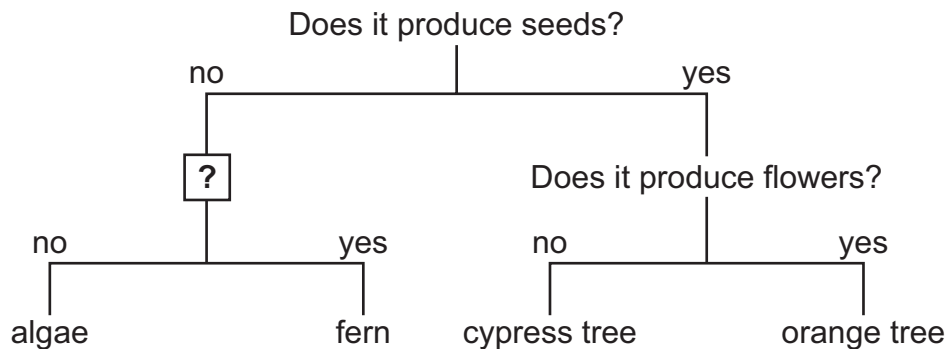 Does it produce seeds?
no
yes
?
Does it produce flowers?
no
yes
no
yes
algae
fern
cypress tree
orange tree